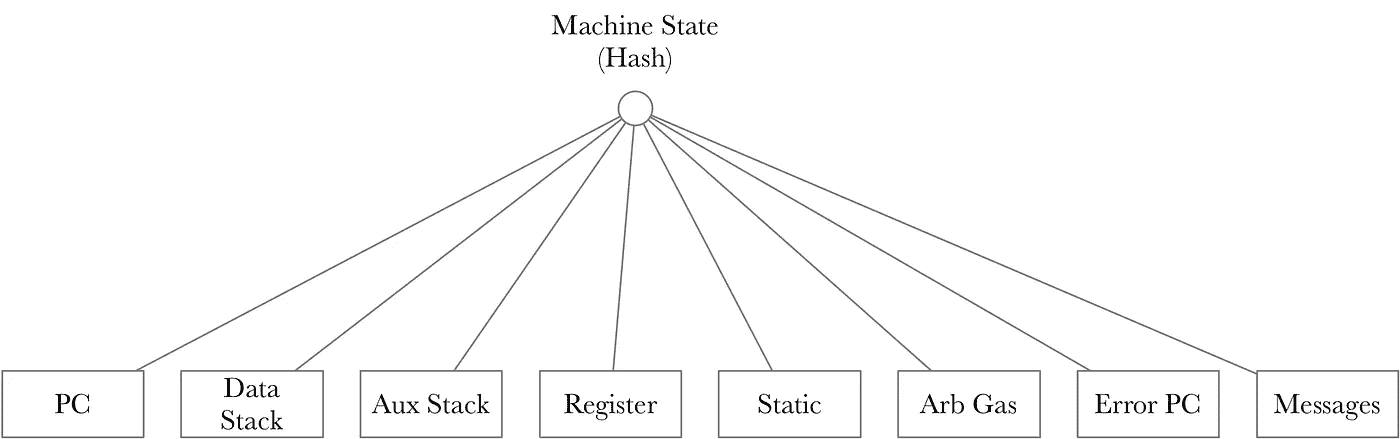 Machine State
(Hash)
PC
Data
Stack
Aux Stack
Register
Static
Arb Gas
Error PC
Messages